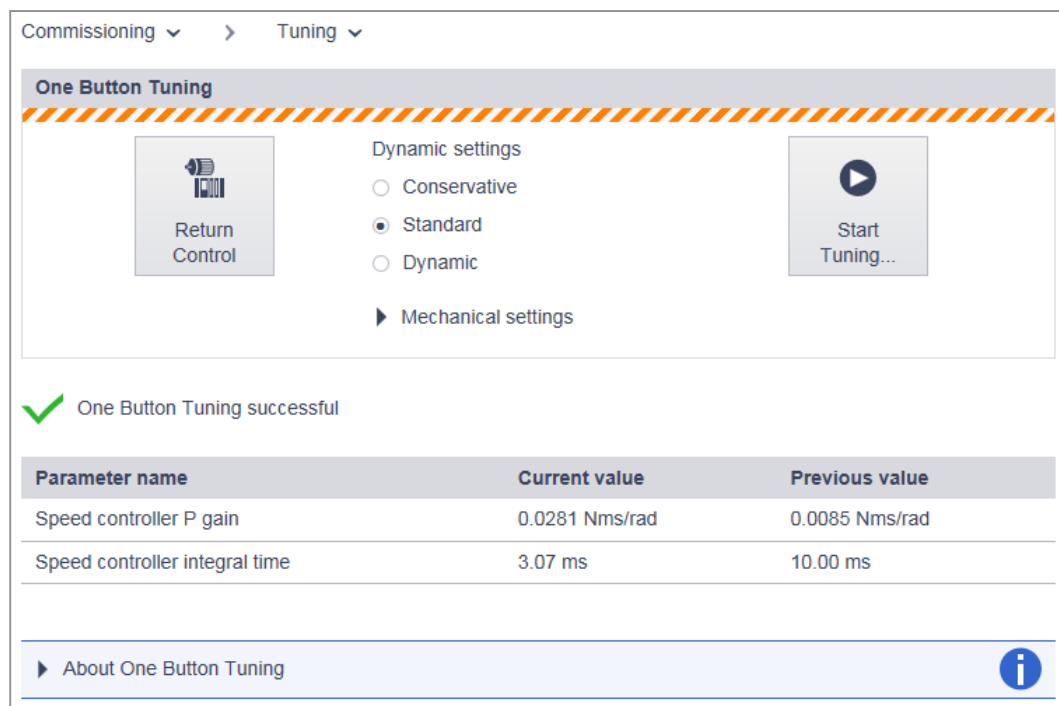 Commissioning > Tuning
One Button Tuning
Dynamic settings
Conservative
Return Control
Standard
Start Tuning...
Dynamic
Mechanical settings
One Button Tuning successful
Parameter name Current value Previous value
Speed controller P gain 0.0281 Nms/rad 0.0085 Nms/rad
Speed controller integral time 3.07 ms 10.00 ms
About One Button Tuning